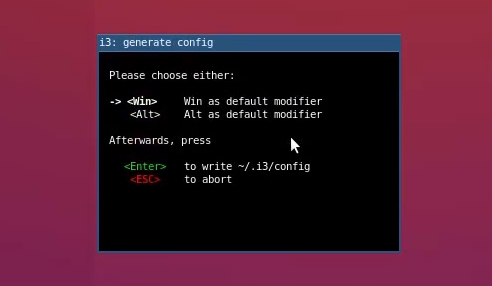 i3: generate config
Please choose either:
-> <Win> Win as default modifier
<Alt> Alt as default modifier
Afterwards, press
<Enter> to write ~/.i3/config
<ESC> to abort